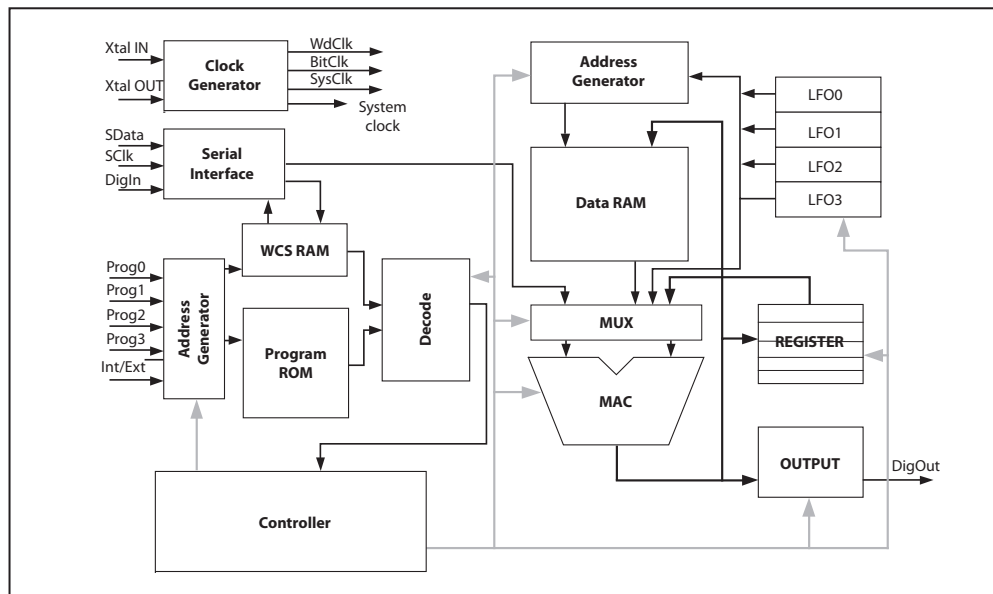 Xtal IN
Xtal OUT
Clock
Generator
WdClk
BitClk
SysClk
System
clock
SData
SClk
DigIn
Serial
Interface
WCS RAM
Prog0
Prog1
Prog2
Prog3
Int/Ext
Address
Generator
Program
ROM
Decode
Controller
Address
Generator
Data RAM
MUX
MAC
LFO0
LFO1
LFO2
LFO3
REGISTER
OUTPUT
DigOut